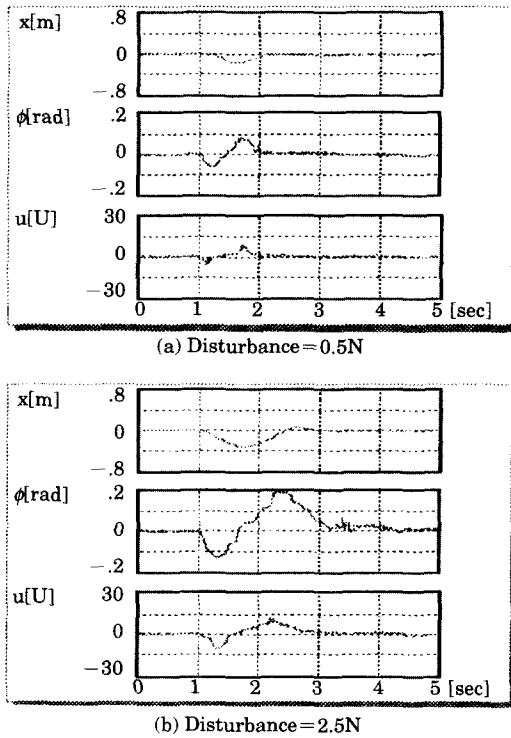 x[m]
.8
0
−.8
ϕ[rad]
.2
0
−.2
u[U]
30
0
−30
0 1 2 3 4 5 [sec]
(a) Disturbance=0.5N
x[m]
.8
0
−.8
ϕ[rad]
.2
0
−.2
u[U]
30
0
−30
0 1 2 3 4 5 [sec]
(b) Disturbance=2.5N